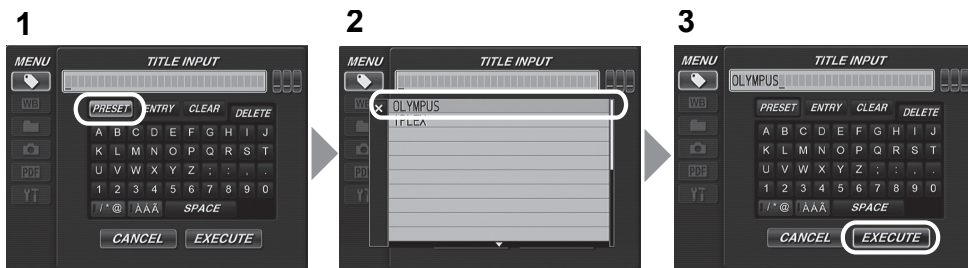 1
MENU
TITLE INPUT
WB
PDF
PRESET ENTRY CLEAR DELETE
A B C D E F G H I J
K L M N O P Q R S T
U V W X Y Z ; : , .
1 2 3 4 5 6 7 8 9 0
!/*@ ÀÁÃ SPACE
CANCEL EXECUTE
2
MENU
TITLE INPUT
× OLYMPUS
IPLEX
3
MENU
TITLE INPUT
OLYMPUS_
WB
PDF
PRESET ENTRY CLEAR DELETE
A B C D E F G H I J
K L M N O P Q R S T
U V W X Y Z ; : , .
1 2 3 4 5 6 7 8 9 0
!/*@ ÀÁÃ SPACE
CANCEL EXECUTE